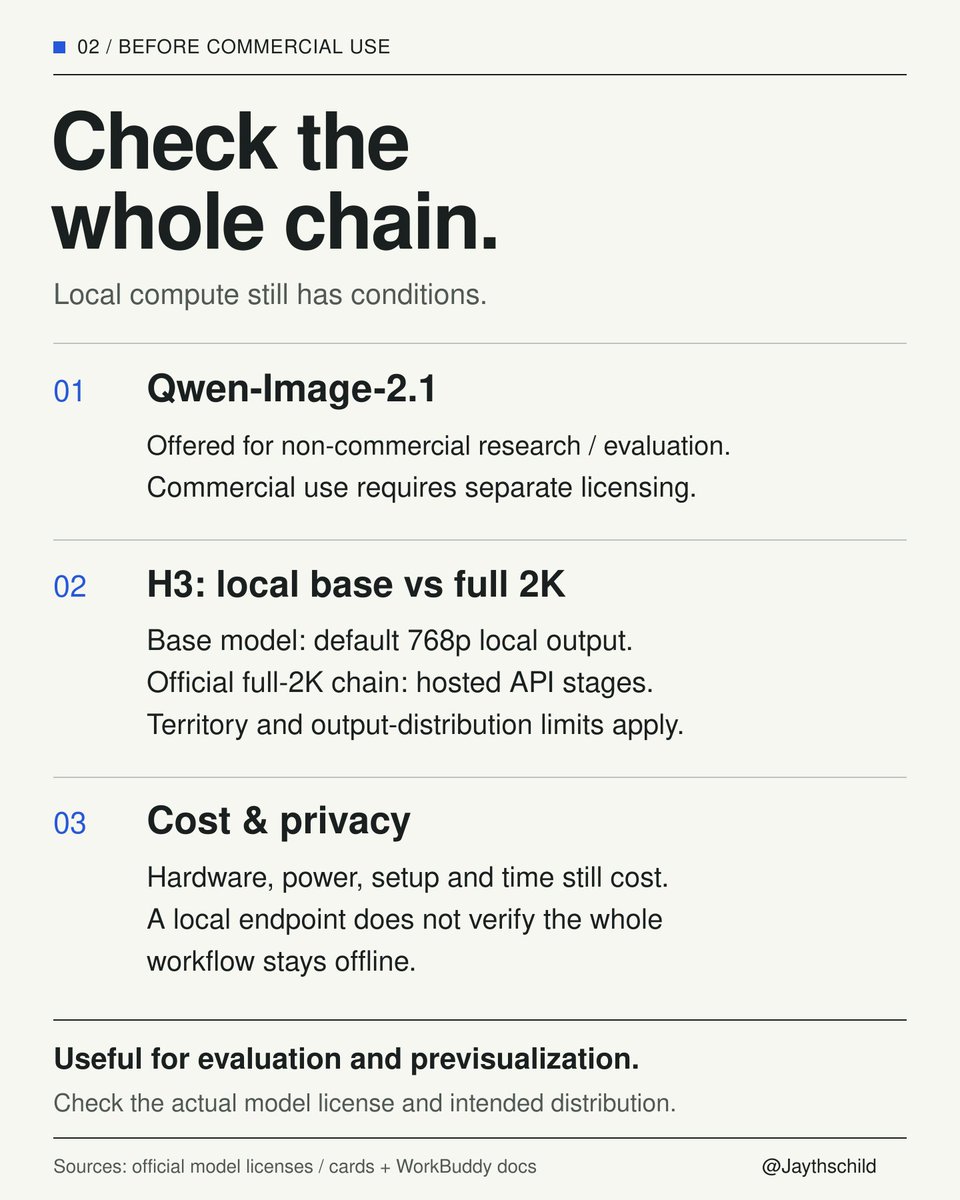 02 / BEFORE COMMERCIAL USE
Check the
whole chain.
Local compute still has conditions.
01
Qwen-Image-2.1
Offered for non-commercial research / evaluation.
Commercial use requires separate licensing.
02
H3: local base vs full 2K
Base model: default 768p local output.
Official full-2K chain: hosted API stages.
Territory and output-distribution limits apply.
03
Cost & privacy
Hardware, power, setup and time still cost.
A local endpoint does not verify the whole
workflow stays offline.
Useful for evaluation and previsualization.
Check the actual model license and intended distribution.
Sources: official model licenses / cards + WorkBuddy docs
@Jaythschild